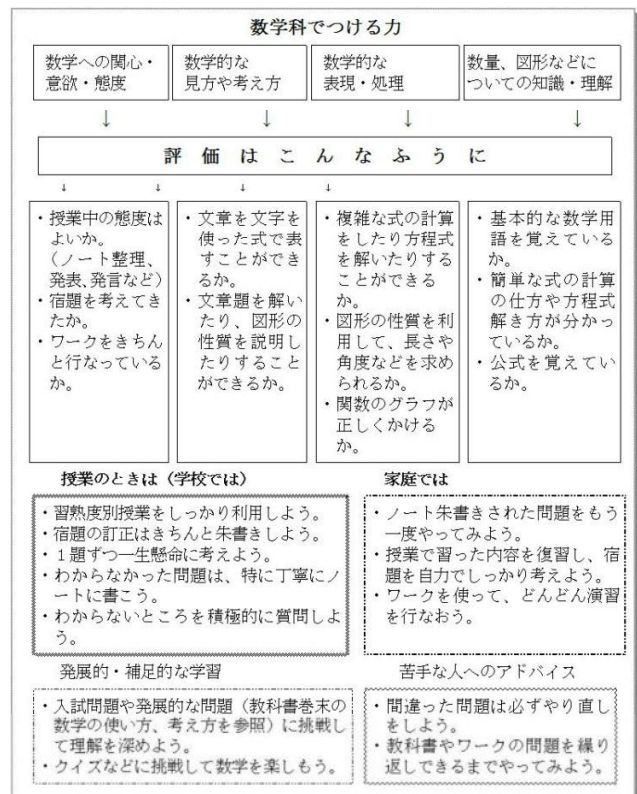 数学科でつける力
数学への関心・
意欲・態度
数学的な
見方や考え方
数学的な
表現・処理
数量、図形などに
ついての知識・理解
↓ ↓ ↓ ↓
評価はこんなふうに
↓ ↓ ↓ ↓
・授業中の態度は
よいか。
（ノート整理、
発表、発言など）
・宿題を考えてき
たか。
・ワークをきちん
と行なっている
か。
・文章を文字を
使った式で表
すことができ
るか。
・文章題を解い
たり、図形の
性質を説明し
たりすること
ができるか。
・複雑な式の計算
をしたり方程式
を解いたりする
ことができる
か。
・図形の性質を利
用して、長さや
角度などを求め
られるか。
・関数のグラフが
正しくかける
か。
・基本的な数学用
語を覚えている
か。
・簡単な式の計算
の仕方や方程式
解き方が分かっ
ているか。
・公式を覚えてい
るか。
授業のときは（学校では）
・習熟度別授業をしっかり利用しよう。
・宿題の訂正はきちんと朱書きしよう。
・１題ずつ一生懸命に考えよう。
・わからなかった問題は、特に丁寧にノ
ートに書こう。
・わからないところを積極的に質問しよ
う。
家庭では
・ノート朱書きされた問題をもう
一度やってみよう。
・授業で習った内容を復習し、宿
題を自力でしっかり考えよう。
・ワークを使って、どんどん演習
を行なおう。
発展的・補足的な学習
・入試問題や発展的な問題（教科書巻末の
数学の使い方、考え方を参照）に挑戦し
て理解を深めよう。
・クイズなどに挑戦して数学を楽しもう。
苦手な人へのアドバイス
・間違った問題は必ずやり直し
をしよう。
・教科書やワークの問題を繰り
返しできるまでやってみよう。